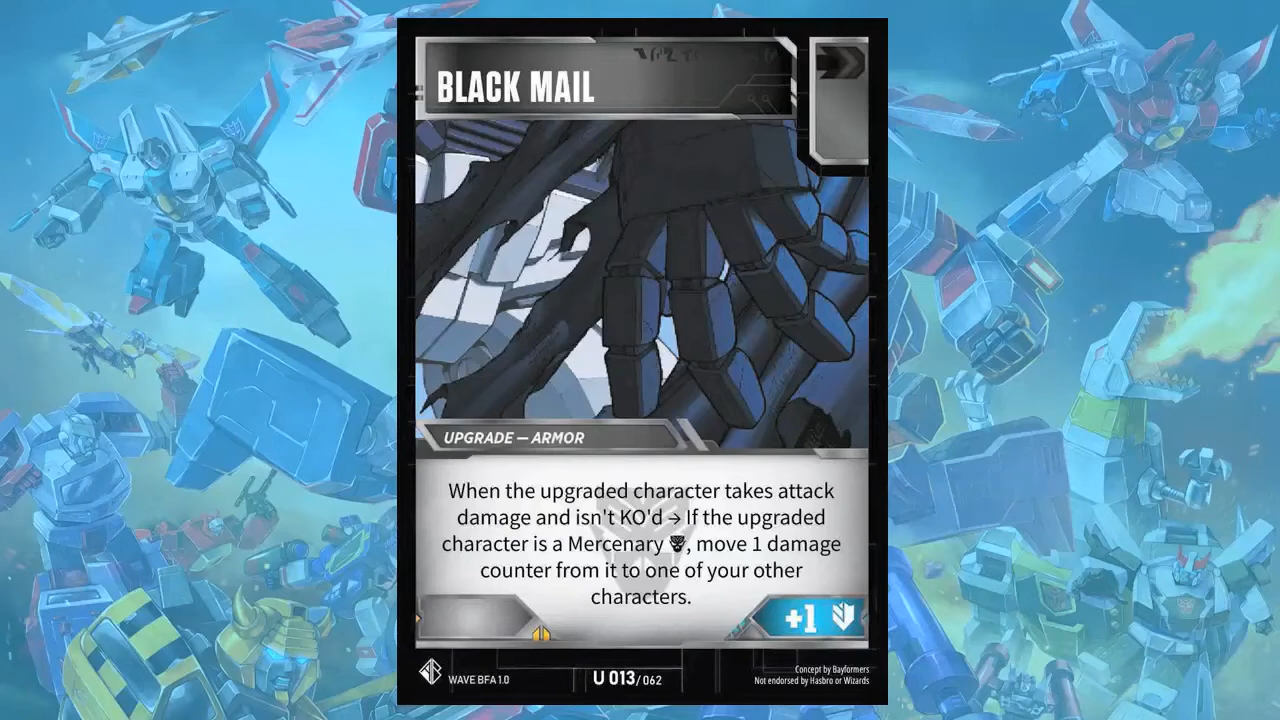 BLACK MAIL
UPGRADE — ARMOR
When the upgraded character takes attack
damage and isn't KO'd → If the upgraded
character is a Mercenary , move 1 damage
counter from it to one of your other
characters.
+1
WAVE BFA 1.0
U 013/062
Concept by Bayformers
Not endorsed by Hasbro or Wizards